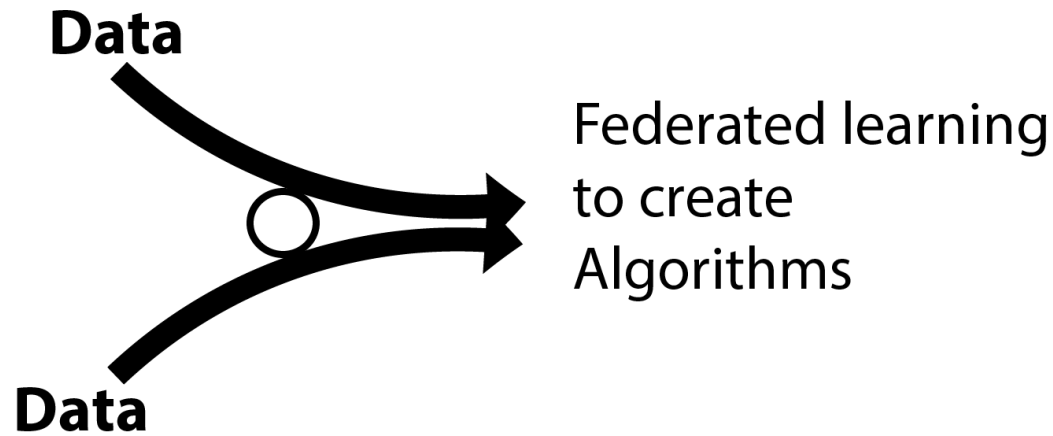 Data
Federated learning
to create
Algorithms
Data